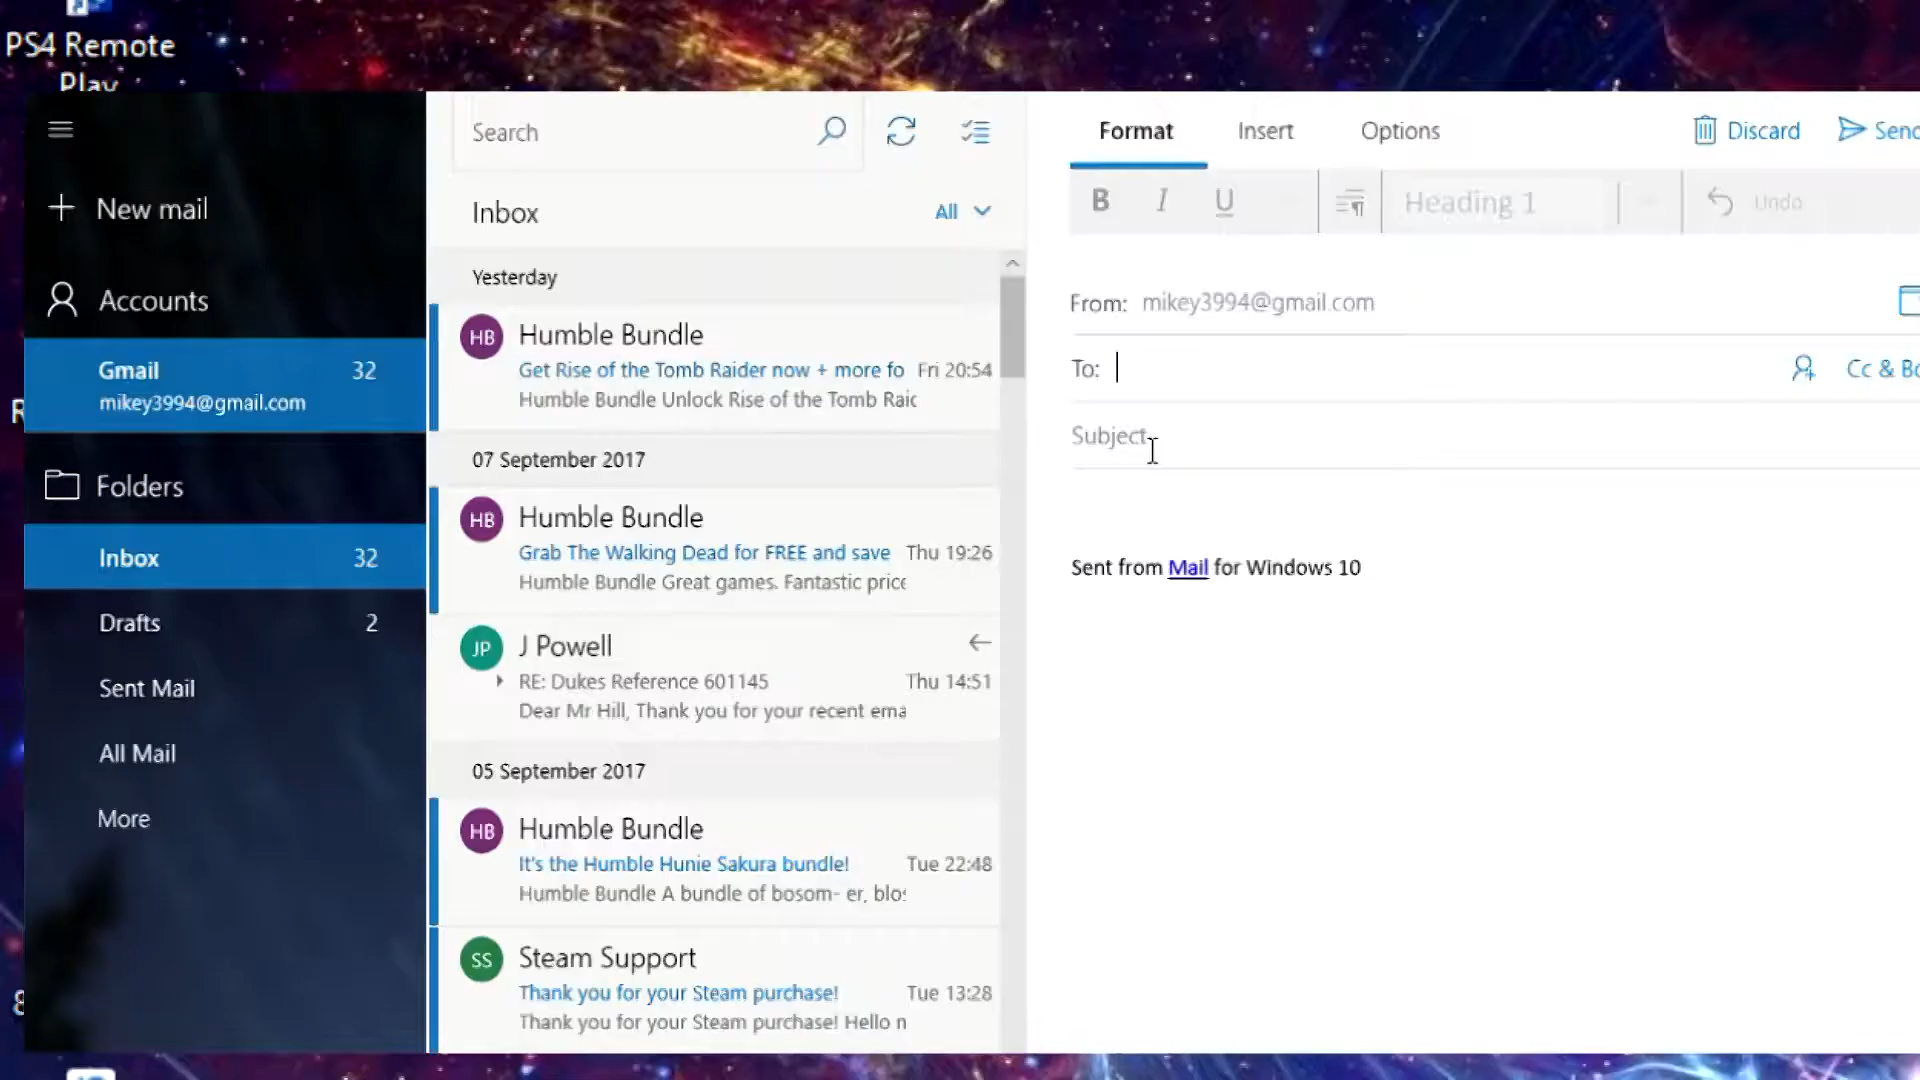 PS4 Remote
Play
New mail
Accounts
Gmail 32
mikey3994@gmail.com
Folders
Inbox 32
Drafts 2
Sent Mail
All Mail
More
Search
Inbox All
Yesterday
HB Humble Bundle
Get Rise of the Tomb Raider now + more fo Fri 20:54
Humble Bundle Unlock Rise of the Tomb Raid
07 September 2017
HB Humble Bundle
Grab The Walking Dead for FREE and save Thu 19:26
Humble Bundle Great games. Fantastic price
JP J Powell
RE: Dukes Reference 601145 Thu 14:51
Dear Mr Hill, Thank you for your recent ema
05 September 2017
HB Humble Bundle
It's the Humble Hunie Sakura bundle! Tue 22:48
Humble Bundle A bundle of bosom- er, blos
SS Steam Support
Thank you for your Steam purchase! Tue 13:28
Thank you for your Steam purchase! Hello
Format Insert Options Discard Send
B I U Heading 1 Undo
From: mikey3994@gmail.com
To: Cc & Bc
Subject
Sent from Mail for Windows 10